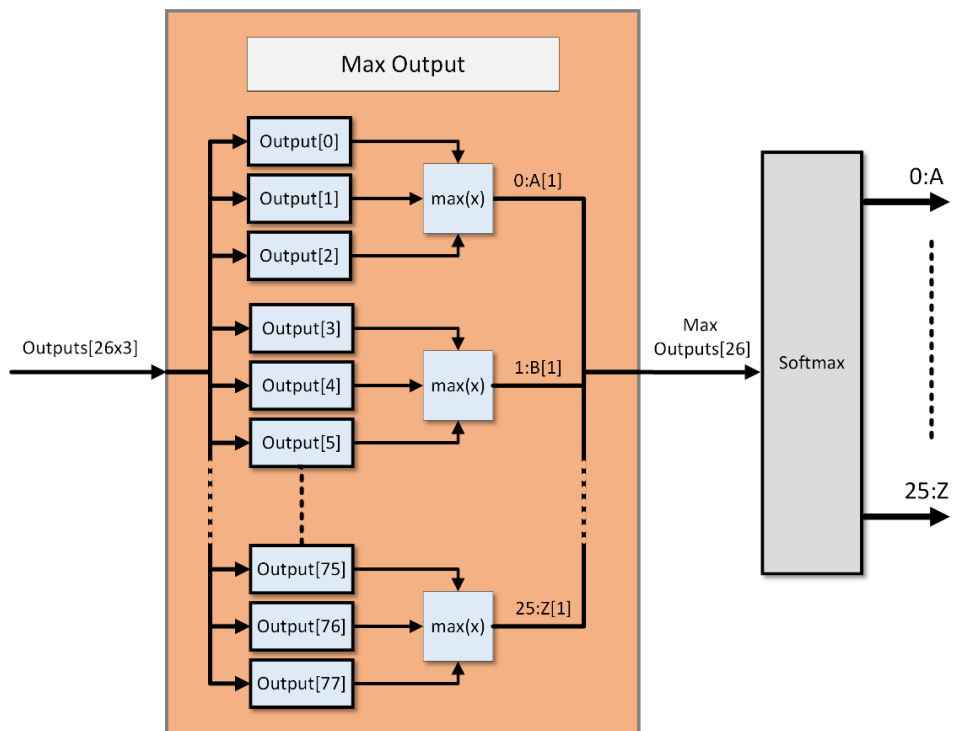 Max Output
Output[0]
Output[1]
Output[2]
max(x)
0:A[1]
Output[3]
Output[4]
Output[5]
max(x)
1:B[1]
Outputs[26x3]
Output[75]
Output[76]
Output[77]
max(x)
25:Z[1]
Max
Outputs[26]
Softmax
0:A
25:Z